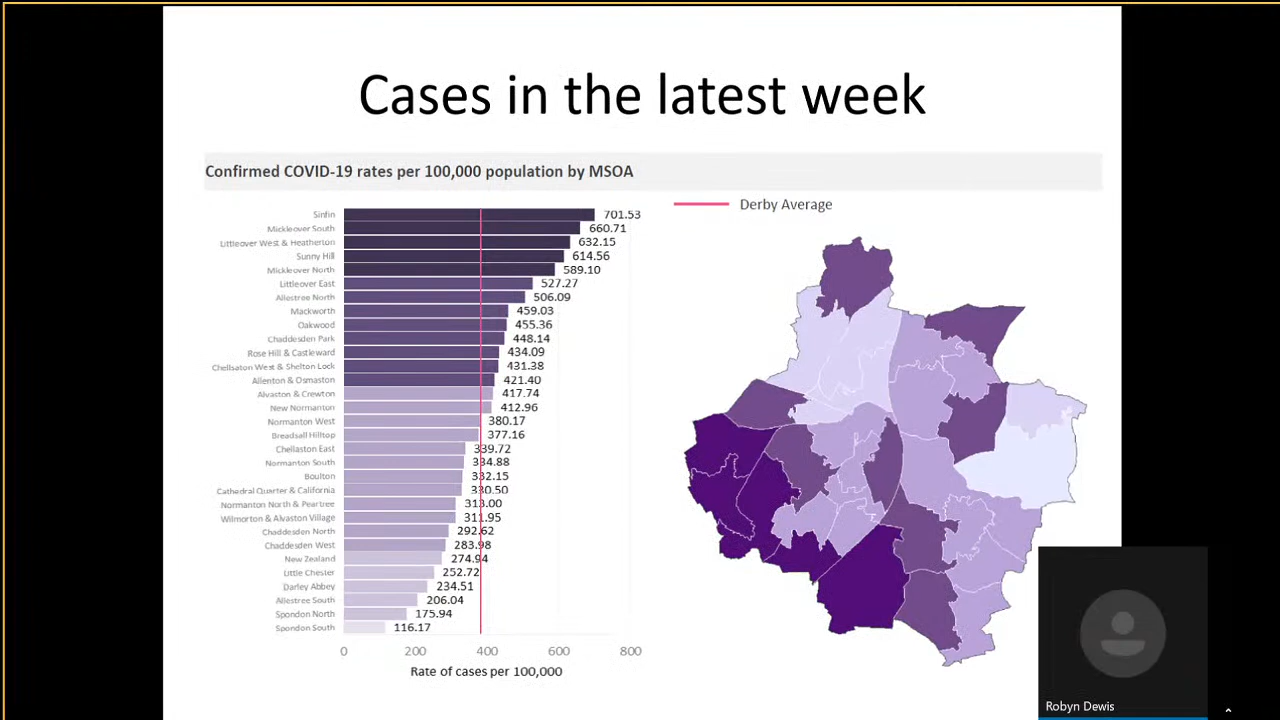 Cases in the latest week
Confirmed COVID-19 rates per 100,000 population by MSOA
Derby Average
Sinfin 701.53
Mickleover South 660.71
Littleover West & Heatherton 632.15
Sunny Hill 614.56
Mickleover North 589.10
Littleover East 527.27
Allestree North 506.09
Mackworth 459.03
Oakwood 455.36
Chaddesden Park 448.14
Rose Hill & Castleward 434.09
Chellsaton West & Shelton Lock 431.38
Allenton & Osmaston 421.40
Alvaston & Crewton 417.74
New Normanton 412.96
Normanton West 380.17
Breadsall Hilltop 377.16
Chellaston East 339.72
Normanton South 334.88
Boulton 332.15
Cathedral Quarter & California 330.50
Normanton North & Peartree 313.00
Wilmorton & Alvaston Village 311.95
Chaddesden North 292.62
Chaddesden West 283.98
New Zealand 274.94
Little Chester 252.72
Darley Abbey 234.51
Allestree South 206.04
Spondon North 175.94
Spondon South 116.17
0 200 400 600 800
Rate of cases per 100,000
Robyn Dewis